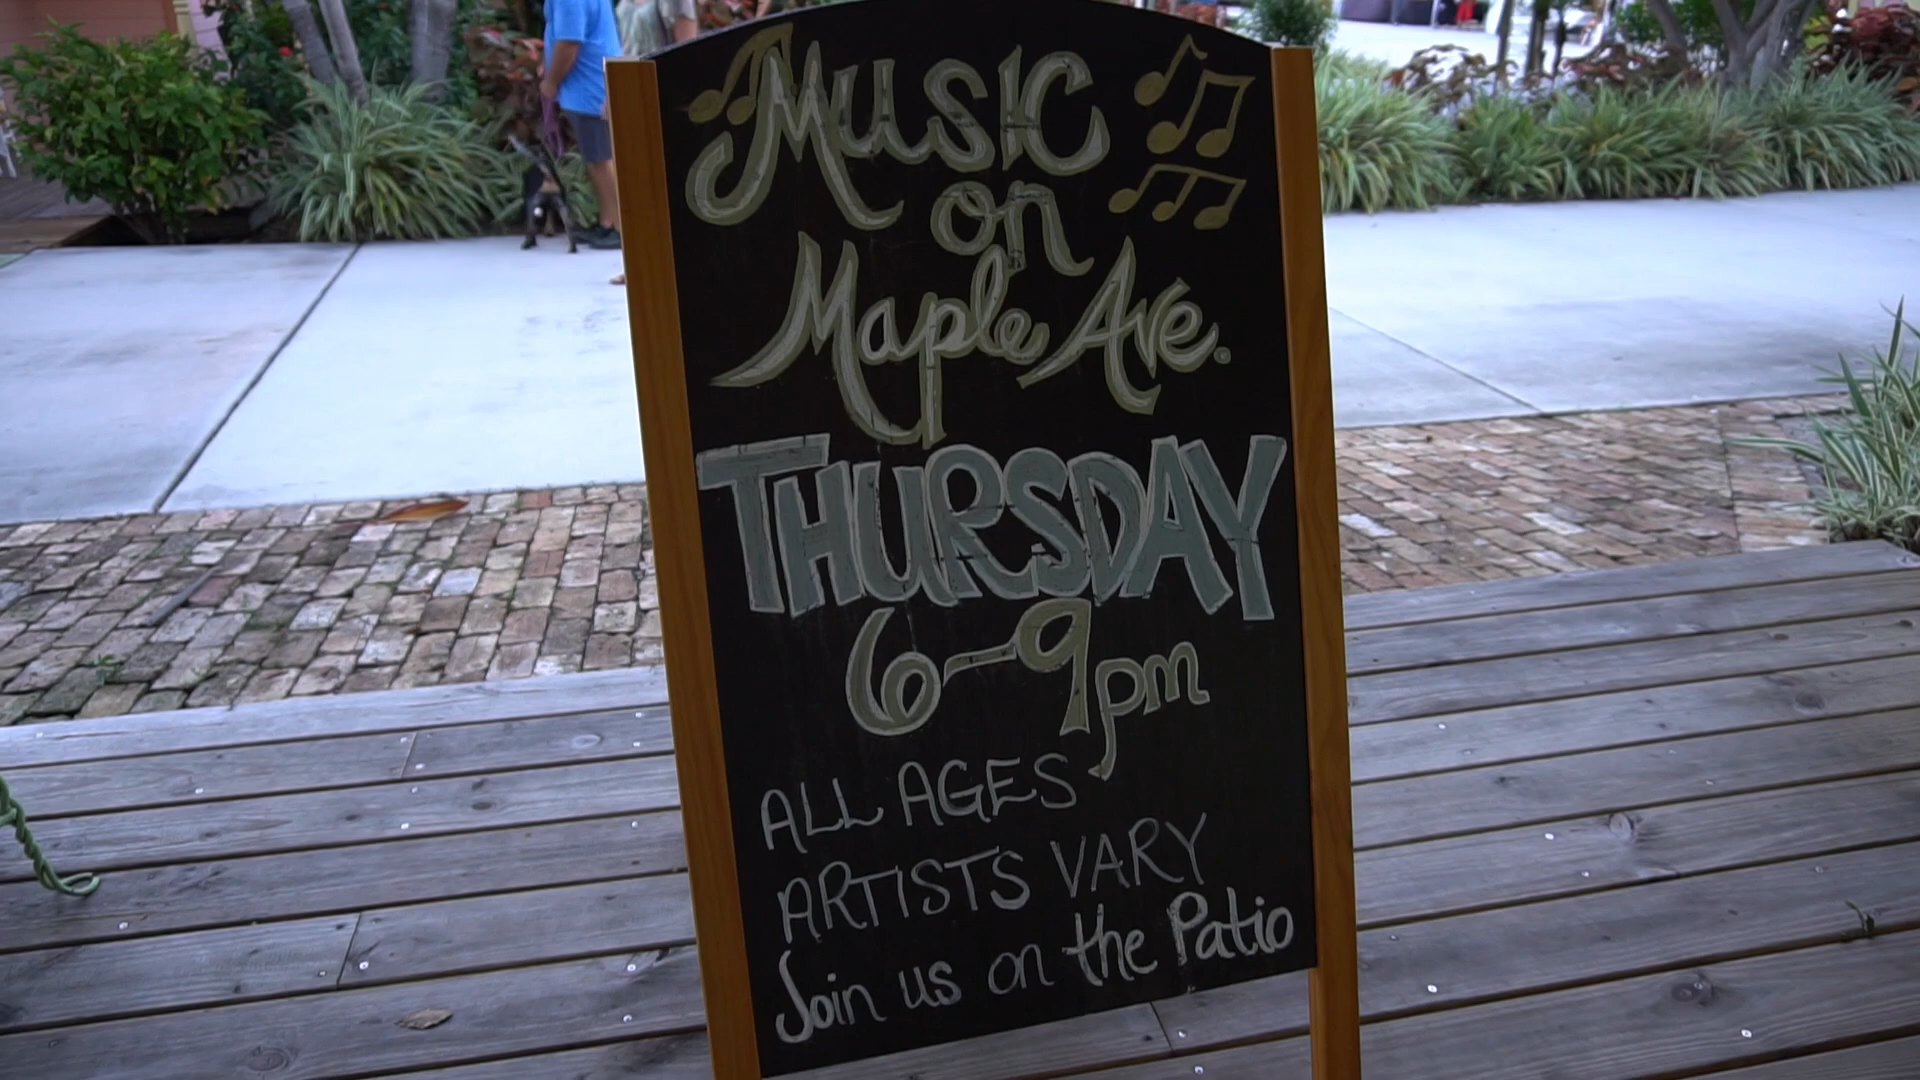 Music
on
Maple Ave.
THURSDAY
6-9pm
ALL AGES
ARTISTS VARY
Join us on the Patio